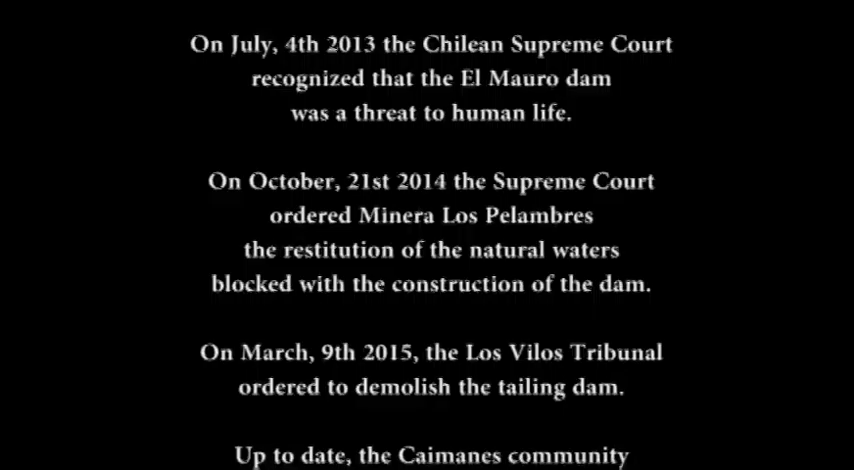 On July, 4th 2013 the Chilean Supreme Court
recognized that the El Mauro dam
was a threat to human life.
On October, 21st 2014 the Supreme Court
ordered Minera Los Pelambres
the restitution of the natural waters
blocked with the construction of the dam.
On March, 9th 2015, the Los Vilos Tribunal
ordered to demolish the tailing dam.
Up to date, the Caimanes community